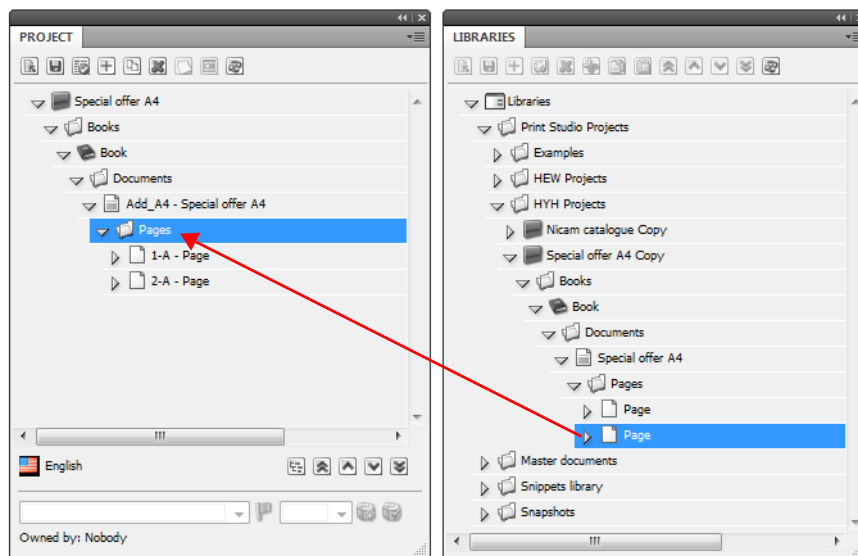 PROJECT
Special offer A4
Books
Book
Documents
Add_A4 - Special offer A4
Pages
1-A - Page
2-A - Page
English
Owned by: Nobody
LIBRARIES
Libraries
Print Studio Projects
Examples
HEW Projects
HYH Projects
Nicam catalogue Copy
Special offer A4 Copy
Books
Book
Documents
Special offer A4
Pages
Page
Page
Master documents
Snippets library
Snapshots